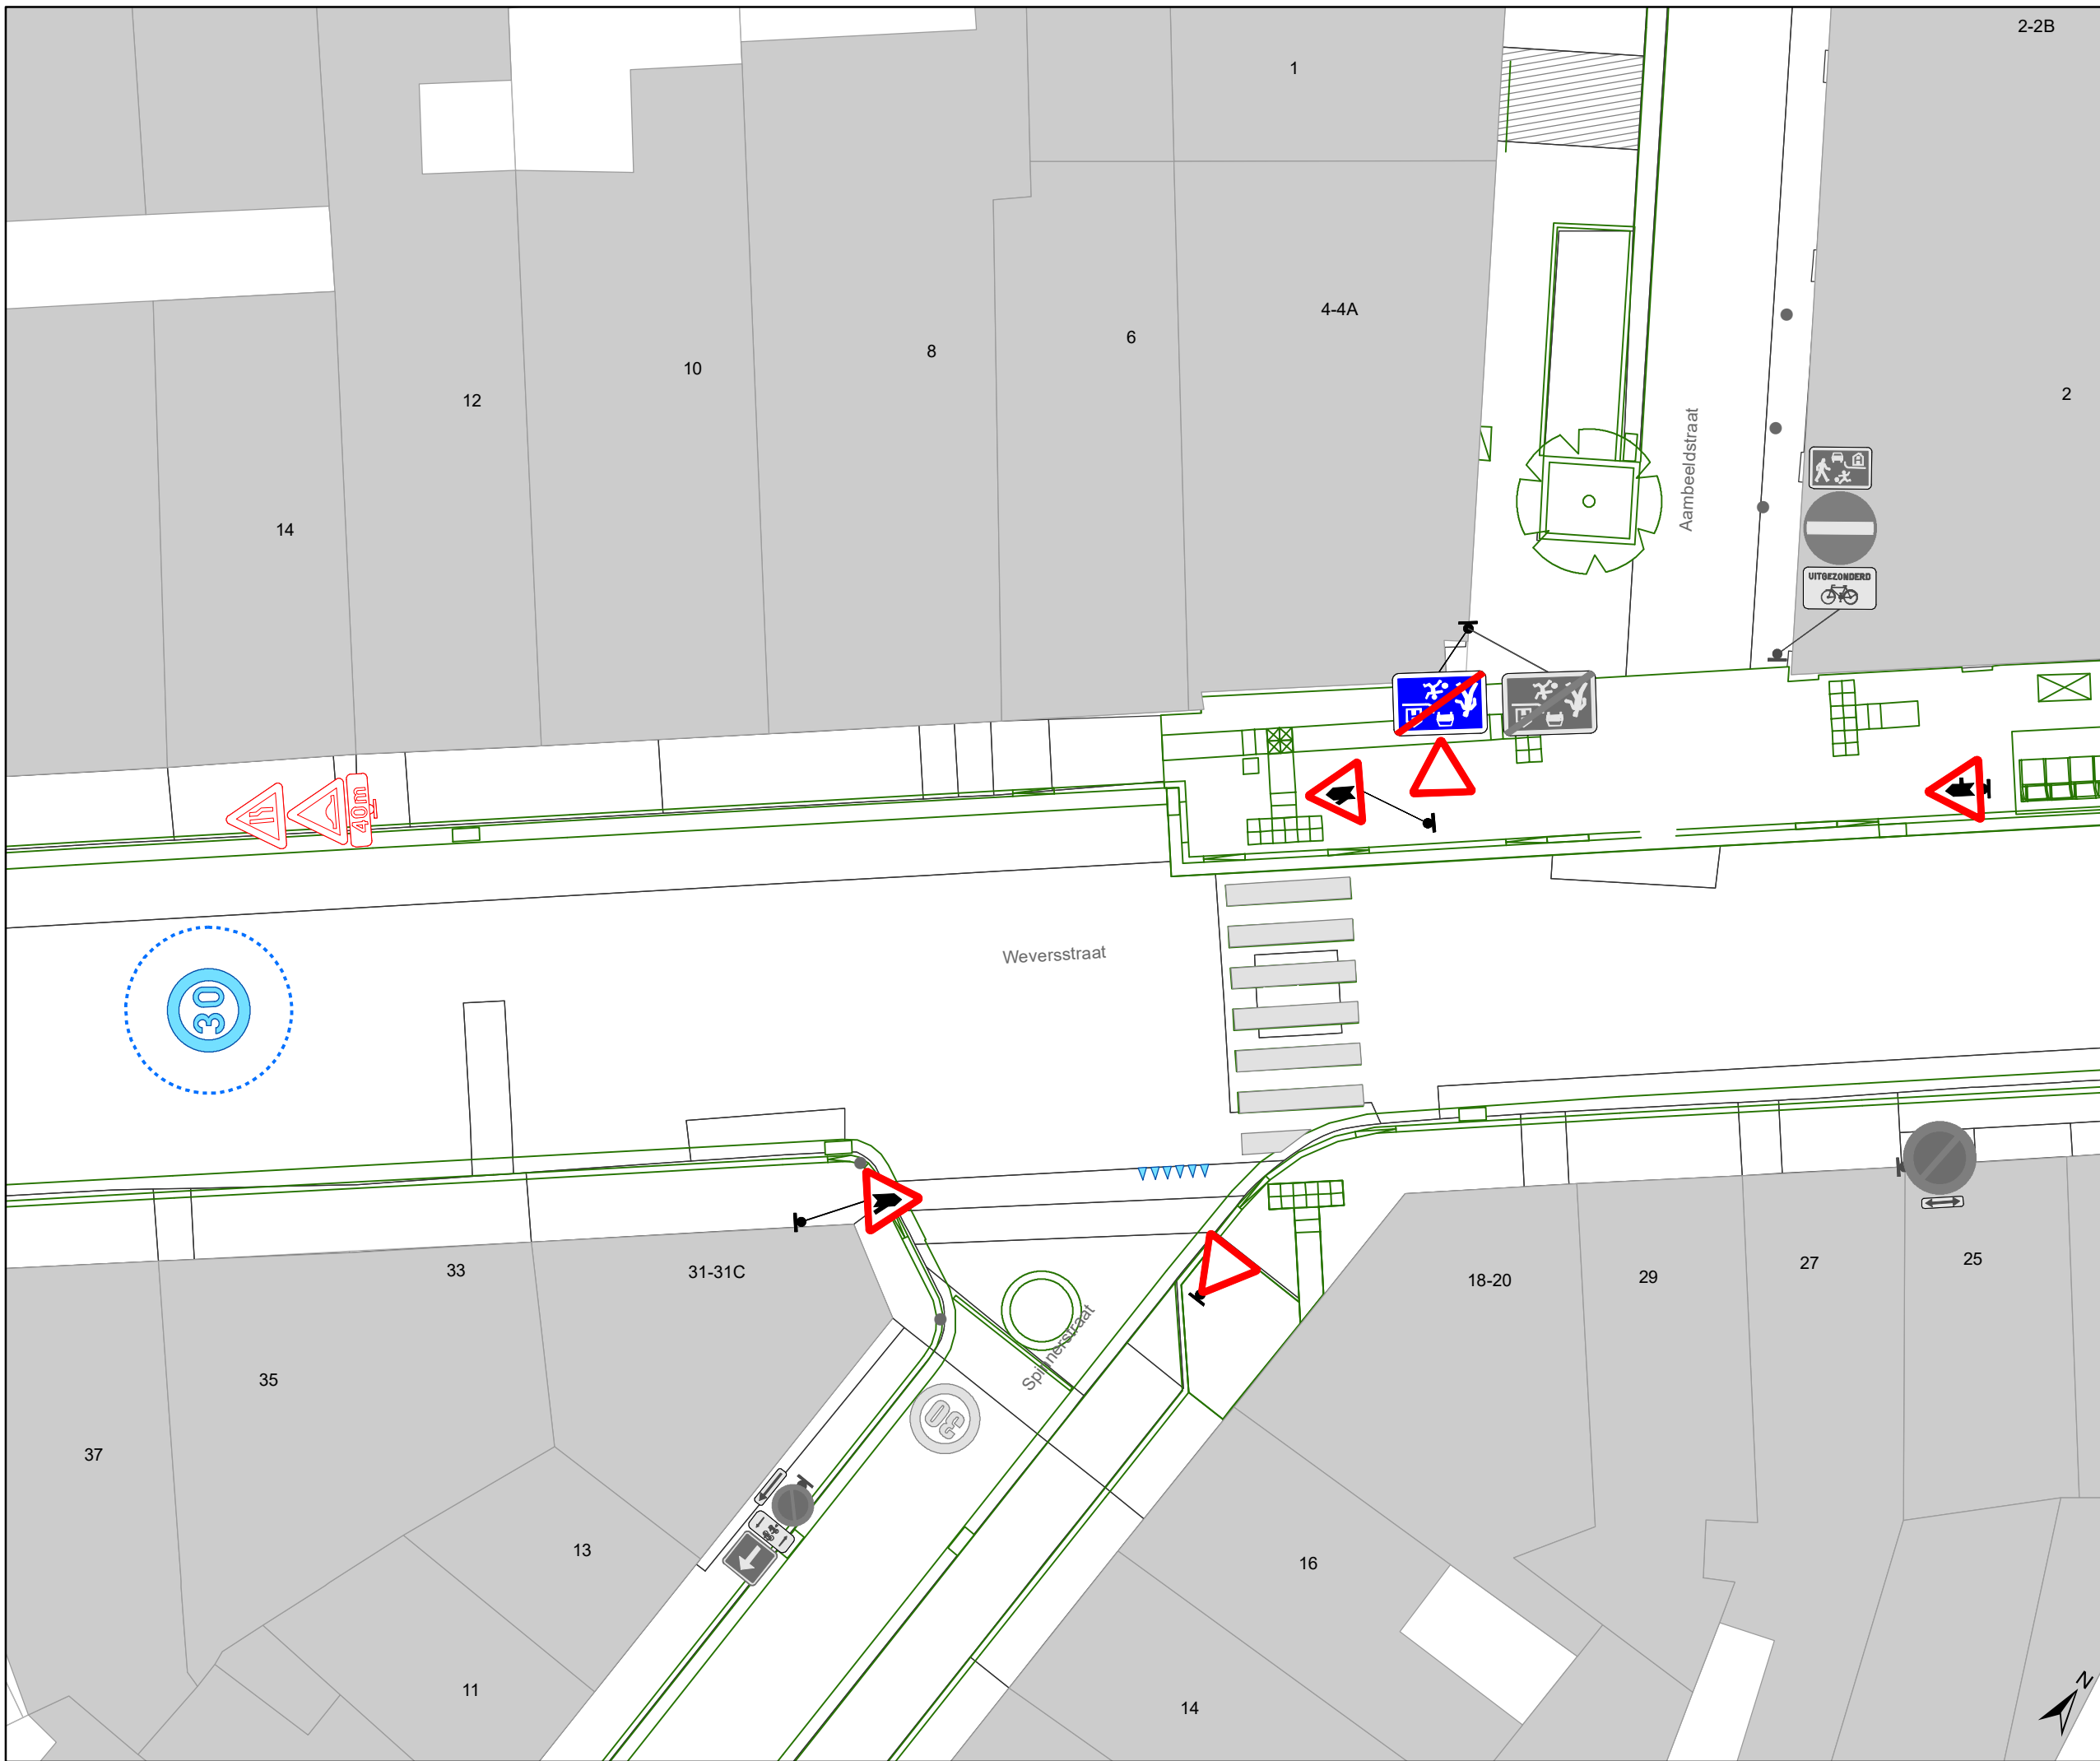 2-2B
1
4-4A
6
8
10
2
12
Aambeeldstraat
14
UITGEZONDERD
40m
Weversstraat
30
33
31-31C
18-20
29
27
25
Spinnerstraat
35
30
37
13
16
11
14
N